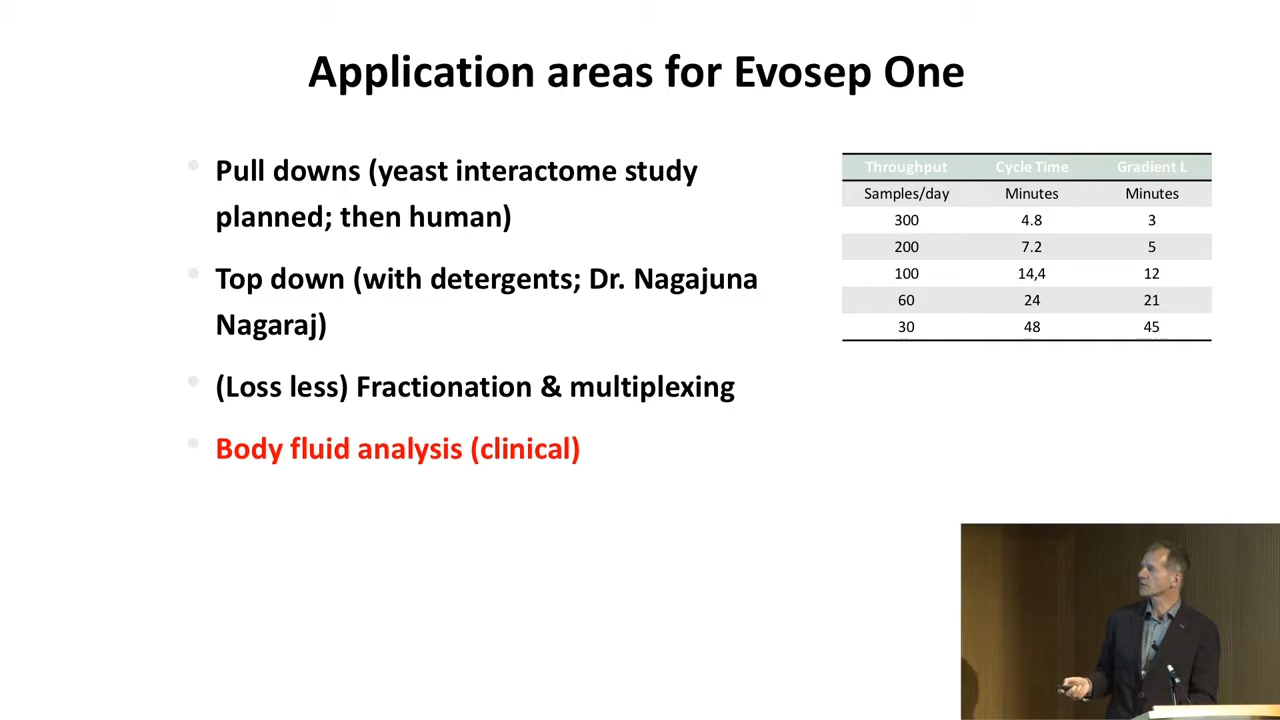 Application areas for Evosep One
Pull downs (yeast interactome study
planned; then human)
Top down (with detergents; Dr. Nagajuna
Nagaraj)
(Loss less) Fractionation & multiplexing
Body fluid analysis (clinical)
Throughput Cycle Time Gradient L
Samples/day Minutes Minutes
300 4.8 3
200 7.2 5
100 14,4 12
60 24 21
30 48 45